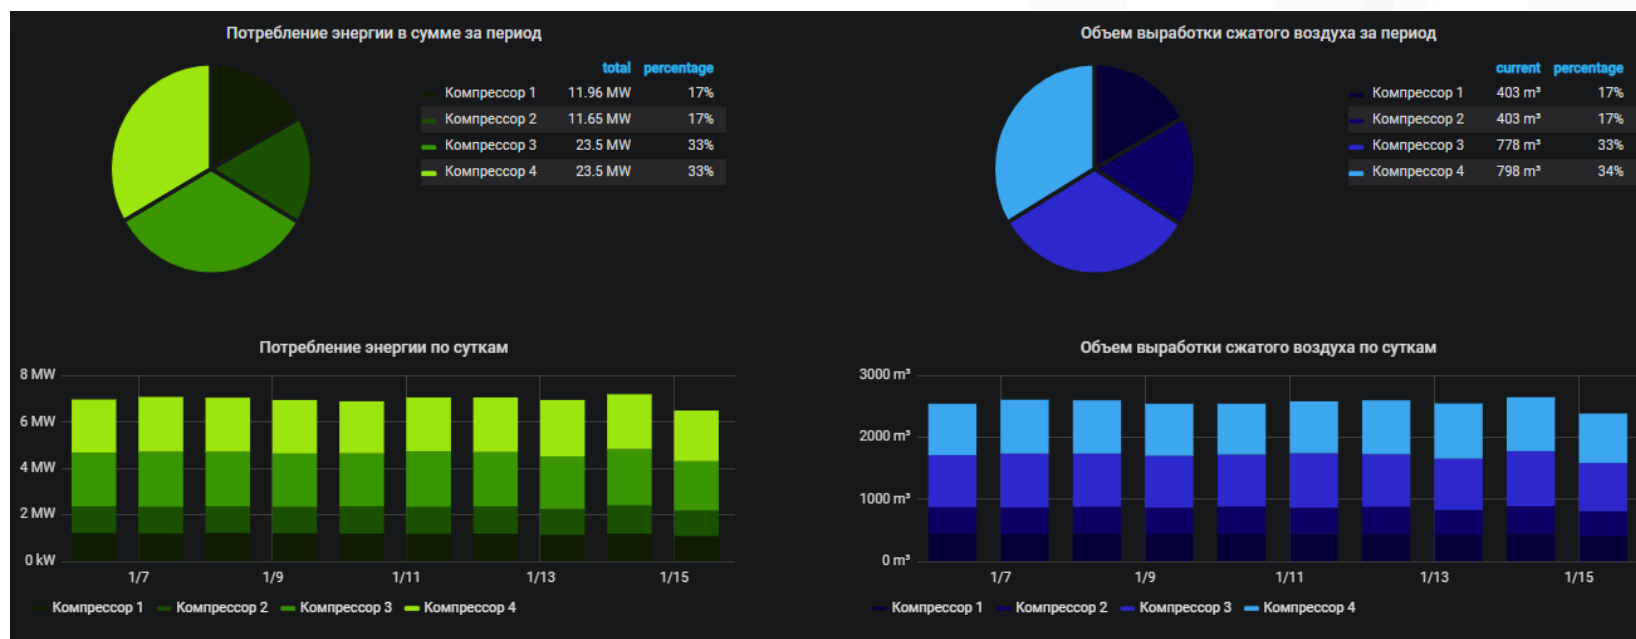 Потребление энергии в сумме за период
total percentage
Компрессор 1 11.96 MW 17%
Компрессор 2 11.65 MW 17%
Компрессор 3 23.5 MW 33%
Компрессор 4 23.5 MW 33%
Объем выработки сжатого воздуха за период
current percentage
Компрессор 1 403 m³ 17%
Компрессор 2 403 m³ 17%
Компрессор 3 778 m³ 33%
Компрессор 4 798 m³ 34%
Потребление энергии по суткам
8 MW
6 MW
4 MW
2 MW
0 kW
1/7 1/9 1/11 1/13 1/15
Компрессор 1 Компрессор 2 Компрессор 3 Компрессор 4
Объем выработки сжатого воздуха по суткам
3000 m³
2000 m³
1000 m³
0 m³
1/7 1/9 1/11 1/13 1/15
Компрессор 1 Компрессор 2 Компрессор 3 Компрессор 4